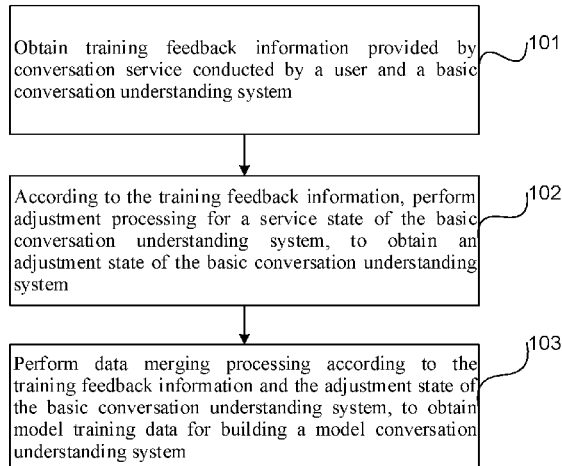 Obtain training feedback information provided by
conversation service conducted by a user and a basic
conversation understanding system
101
According to the training feedback information, perform
adjustment processing for a service state of the basic
conversation understanding system, to obtain an
adjustment state of the basic conversation understanding
system
102
Perform data merging processing according to the
training feedback information and the adjustment state of
the basic conversation understanding system, to obtain
model training data for building a model conversation
understanding system
103